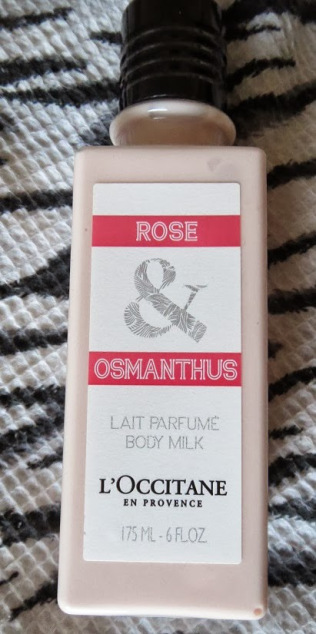 ROSE
&
OSMANTHUS
LAIT PARFUMÉ
BODY MILK
L'OCCITANE
EN PROVENCE
175 ML - 6 FL.OZ.